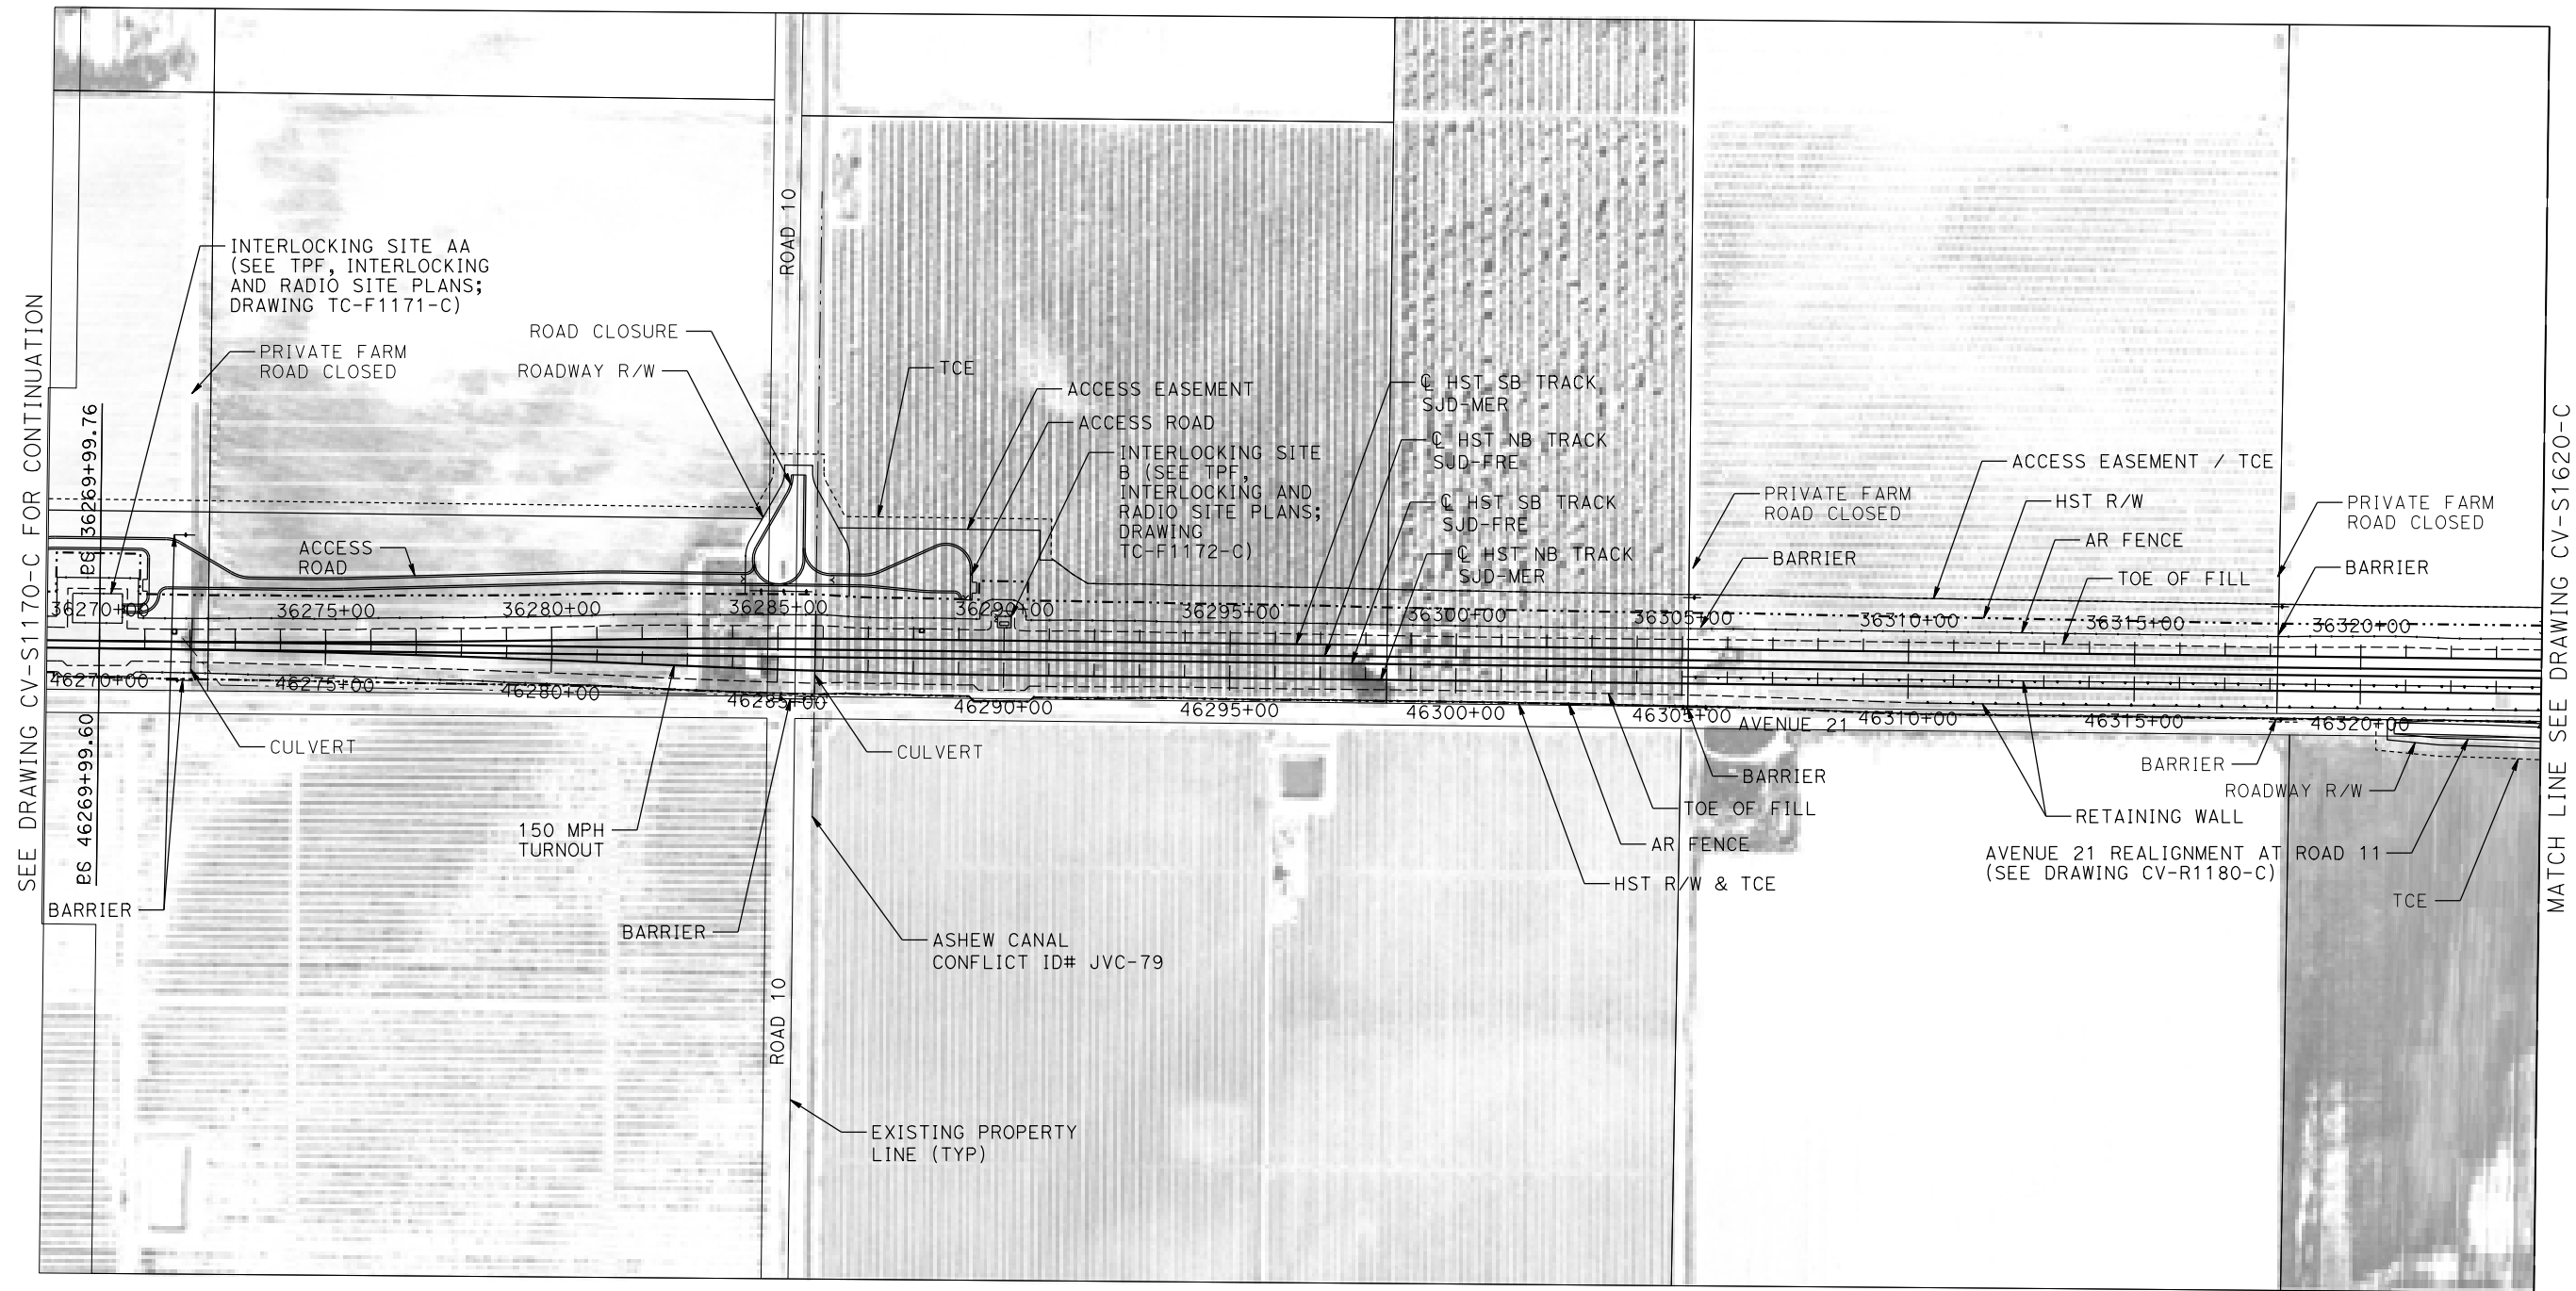 SEE DRAWING CV-S1170-C FOR CONTINUATION
36269+99.76
46269+99.60
INTERLOCKING SITE AA
(SEE TPF, INTERLOCKING
AND RADIO SITE PLANS;
DRAWING TC-F1171-C)
PRIVATE FARM
ROAD CLOSED
ROAD CLOSURE
ROADWAY R/W
ROAD 10
TCE
ACCESS EASEMENT
ACCESS ROAD
INTERLOCKING SITE
B (SEE TPF,
INTERLOCKING AND
RADIO SITE PLANS;
DRAWING
TC-F1172-C)
℄ HST SB TRACK
SJD-MER
℄ HST NB TRACK
SJD-FRE
℄ HST SB TRACK
SJD-FRE
℄ HST NB TRACK
SJD-MER
PRIVATE FARM
ROAD CLOSED
BARRIER
ACCESS EASEMENT / TCE
HST R/W
AR FENCE
TOE OF FILL
PRIVATE FARM
ROAD CLOSED
BARRIER
ACCESS
ROAD
36270+00
36275+00
36280+00
36285+00
36290+00
36295+00
36300+00
36305+00
36310+00
36315+00
36320+00
46270+00
46275+00
46280+00
46285+00
46290+00
46295+00
46300+00
46305+00
46310+00
46315+00
46320+00
AVENUE 21
CULVERT
CULVERT
150 MPH
TURNOUT
BARRIER
BARRIER
ASHEW CANAL
CONFLICT ID# JVC-79
ROAD 10
EXISTING PROPERTY
LINE (TYP)
BARRIER
TOE OF FILL
AR FENCE
HST R/W & TCE
BARRIER
ROADWAY R/W
RETAINING WALL
AVENUE 21 REALIGNMENT AT ROAD 11
(SEE DRAWING CV-R1180-C)
TCE
MATCH LINE SEE DRAWING CV-S1620-C